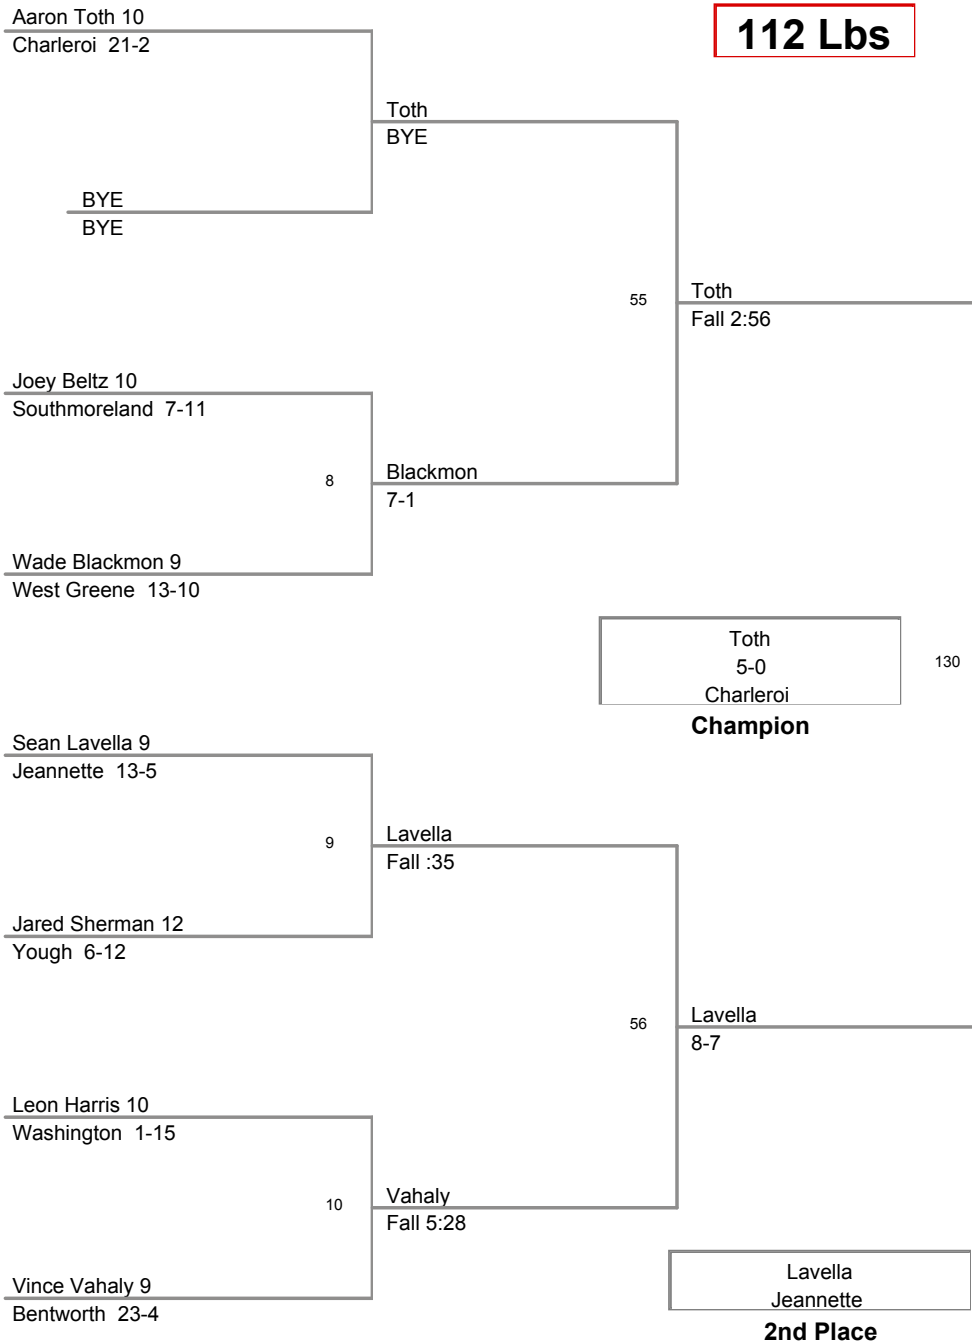 Aaron Toth 10
Charleroi 21-2
112 Lbs
Toth
BYE
BYE
BYE
55
Toth
Fall 2:56
Joey Beltz 10
Southmoreland 7-11
8
Blackmon
7-1
Wade Blackmon 9
West Greene 13-10
Toth
5-0
Charleroi
130
Champion
Sean Lavella 9
Jeannette 13-5
9
Lavella
Fall :35
Jared Sherman 12
Yough 6-12
56
Lavella
8-7
Leon Harris 10
Washington 1-15
10
Vahaly
Fall 5:28
Vince Vahaly 9
Bentworth 23-4
Lavella
Jeannette
2nd Place